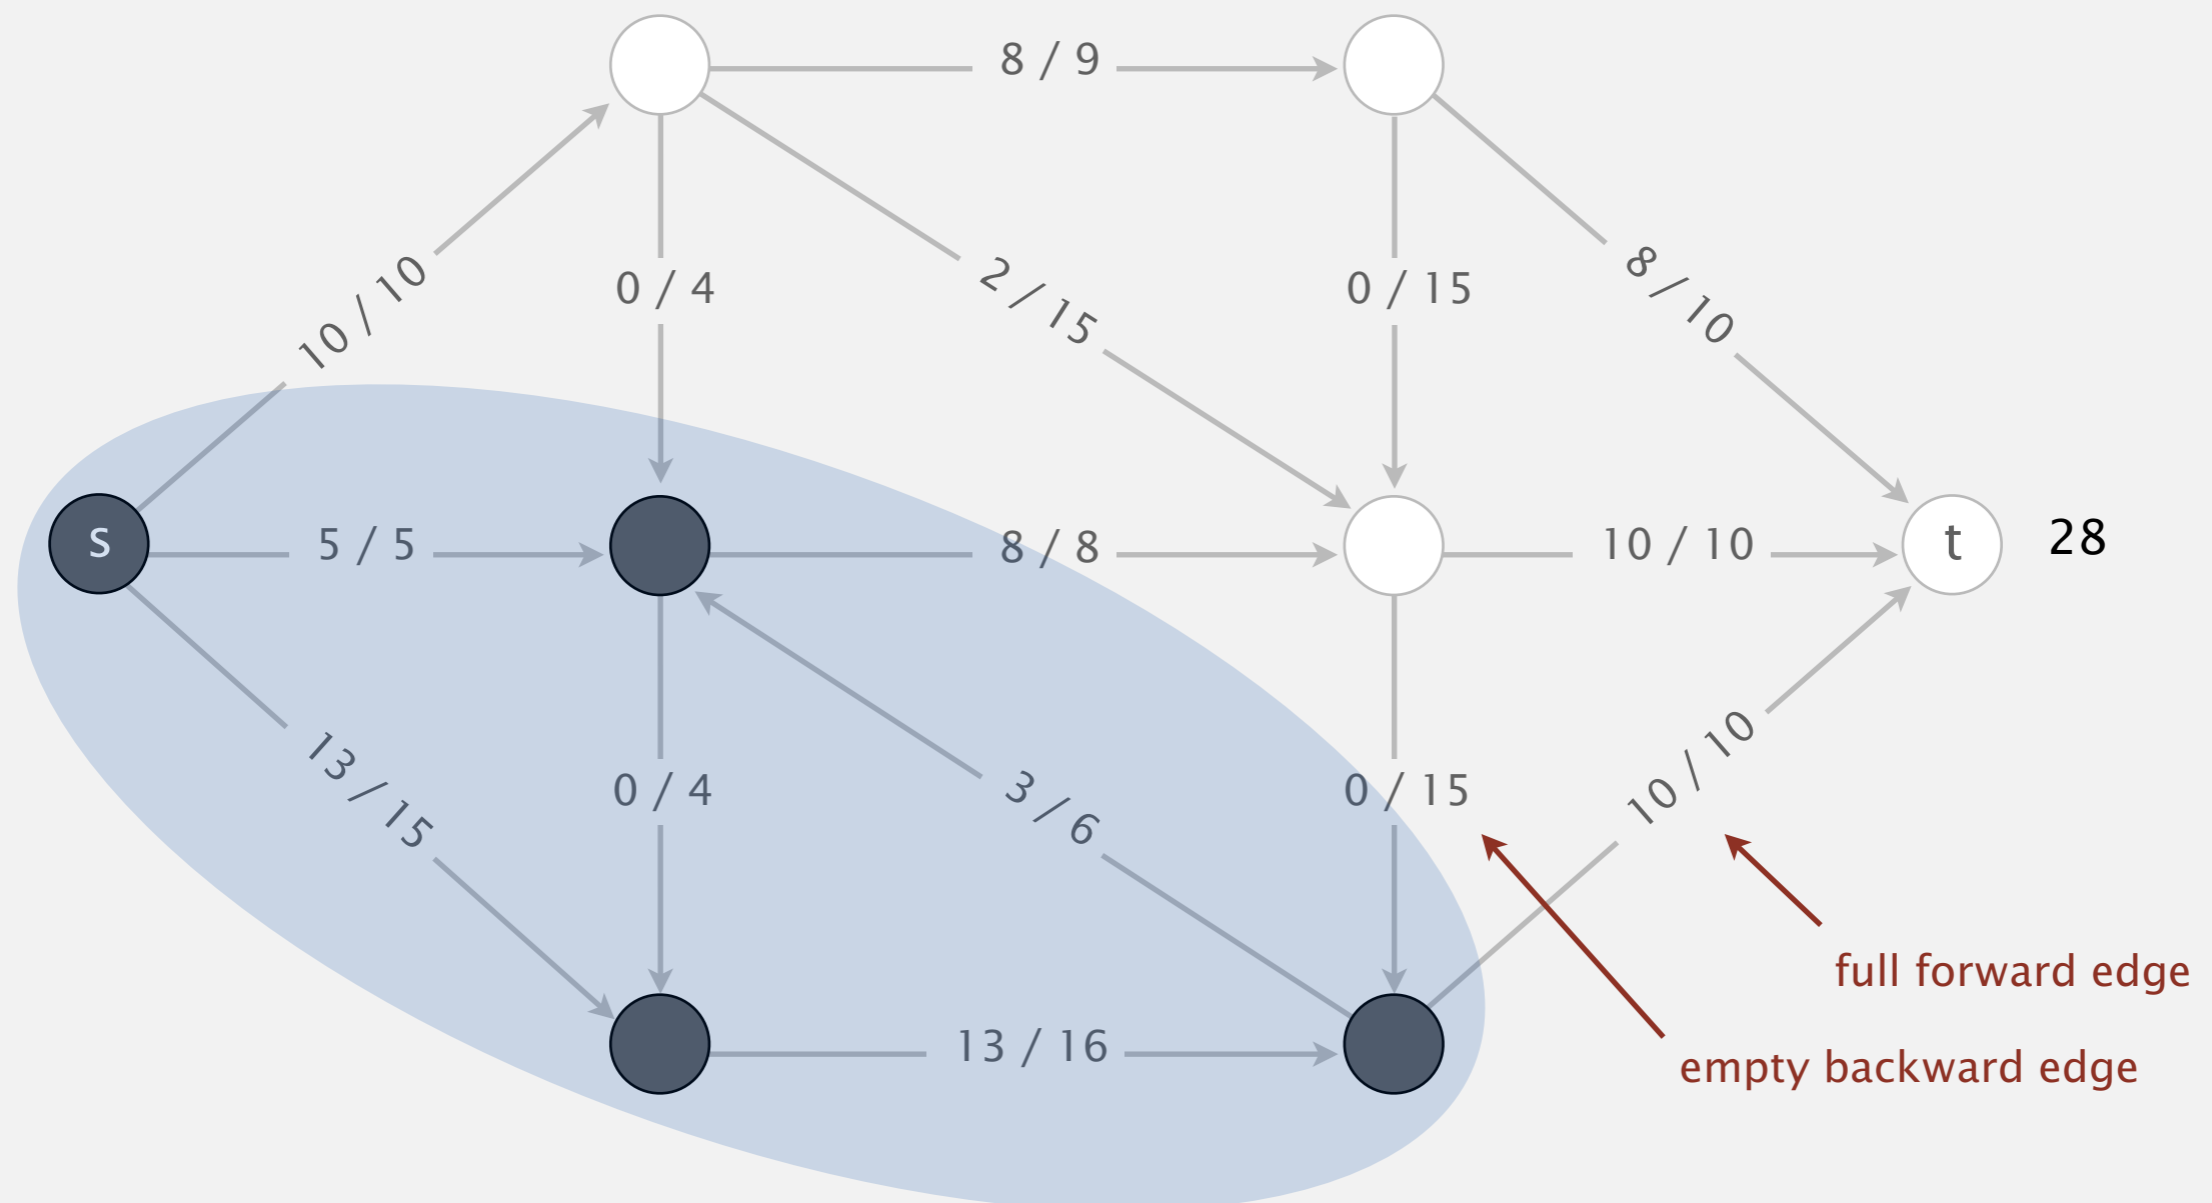 8 / 9
10 / 10
0 / 4
2 / 15
0 / 15
8 / 10
s
5 / 5
8 / 8
10 / 10
t
28
13 / 15
0 / 4
3 / 6
0 / 15
10 / 10
full forward edge
13 / 16
empty backward edge